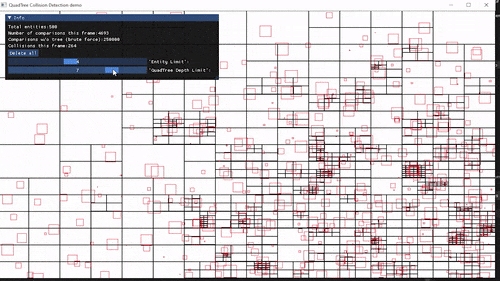 QuadTree Collision Detection demo
Info
Total entities:500
Number of comparisons this frame:4693
Comparisons w/o tree (brute force):250000
Collisions this frame:264
Delete all
4 'Entity Limit':
7 'QuadTree Depth Limit':